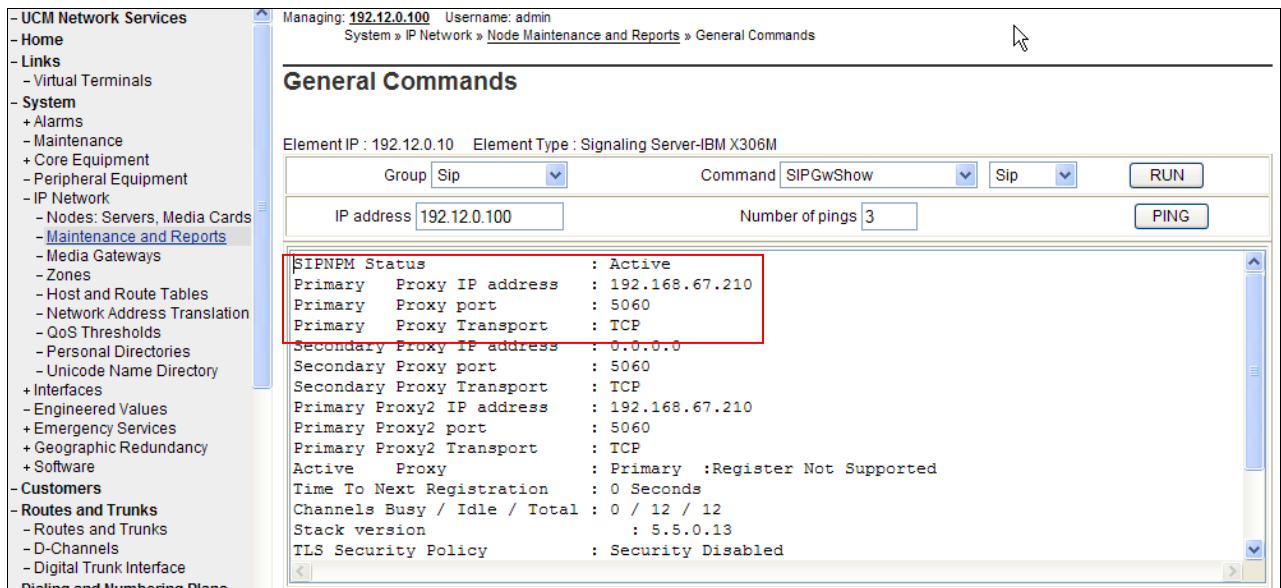 – UCM Network Services
– Home
– Links
– Virtual Terminals
– System
+ Alarms
– Maintenance
+ Core Equipment
– Peripheral Equipment
– IP Network
– Nodes: Servers, Media Cards
– Maintenance and Reports
– Media Gateways
– Zones
– Host and Route Tables
– Network Address Translation
– QoS Thresholds
– Personal Directories
– Unicode Name Directory
+ Interfaces
– Engineered Values
+ Emergency Services
+ Geographic Redundancy
+ Software
– Customers
– Routes and Trunks
– Routes and Trunks
– D-Channels
– Digital Trunk Interface
– Dialing and Numbering Plans
Managing: 192.12.0.100 Username: admin
System » IP Network » Node Maintenance and Reports » General Commands
General Commands
Element IP : 192.12.0.10 Element Type : Signaling Server-IBM X306M
Group Sip Command SIPGwShow Sip RUN
IP address 192.12.0.100 Number of pings 3 PING
SIPNPM Status : Active
Primary Proxy IP address : 192.168.67.210
Primary Proxy port : 5060
Primary Proxy Transport : TCP
Secondary Proxy IP address : 0.0.0.0
Secondary Proxy port : 5060
Secondary Proxy Transport : TCP
Primary Proxy2 IP address : 192.168.67.210
Primary Proxy2 port : 5060
Primary Proxy2 Transport : TCP
Active Proxy : Primary :Register Not Supported
Time To Next Registration : 0 Seconds
Channels Busy / Idle / Total : 0 / 12 / 12
Stack version : 5.5.0.13
TLS Security Policy : Security Disabled